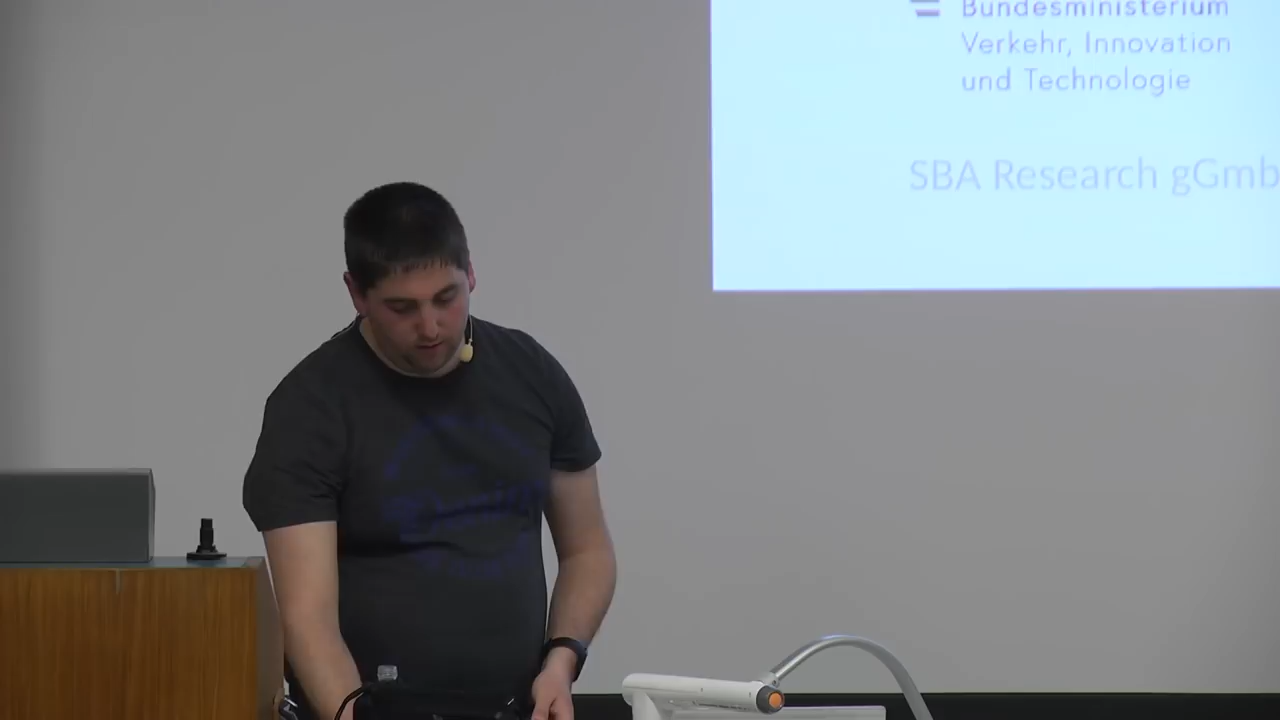 Bundesministerium
Verkehr, Innovation
und Technologie
SBA Research gGmb